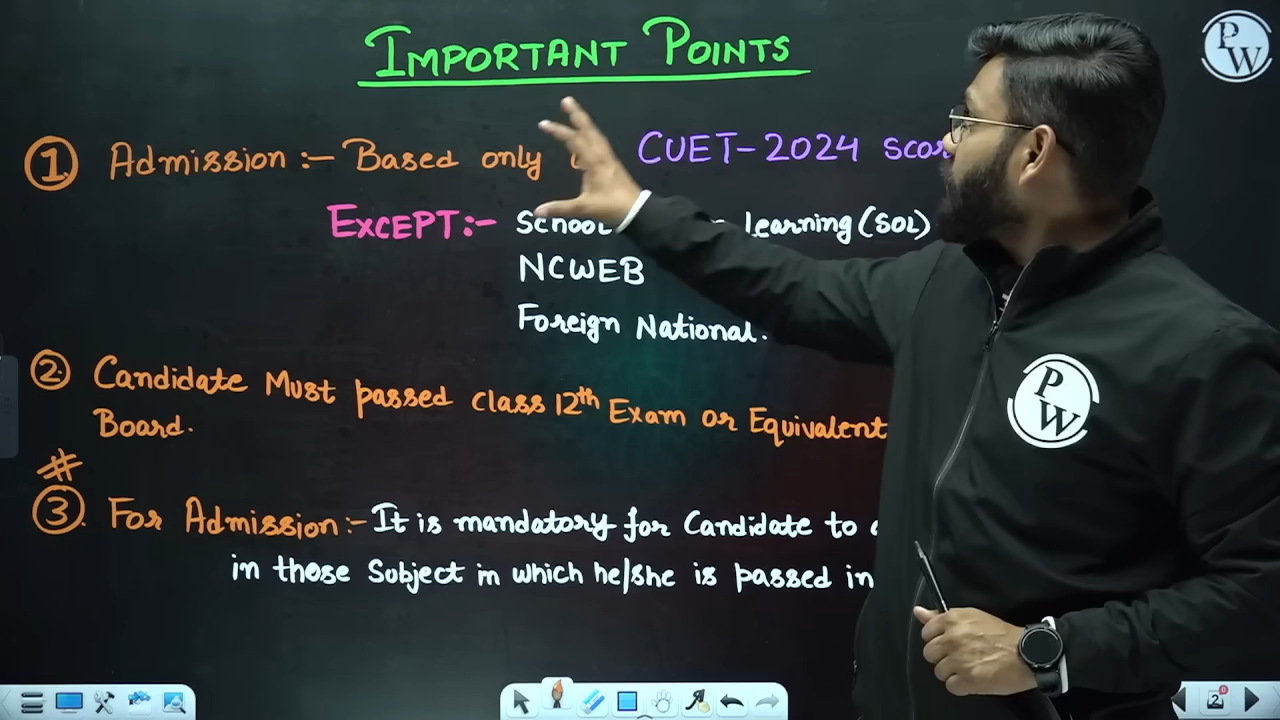 IMPORTANT POINTS
PW
① Admission :- Based only CUET-2024
EXCEPT:- School learning (SOL)
NCWEB
Foreign National.
② Candidate Must passed class 12th Exam or Equivalent
Board.
#
③. For Admission :- It is mandatory for Candidate to
in those Subject in which he/she is passed in
PW
2